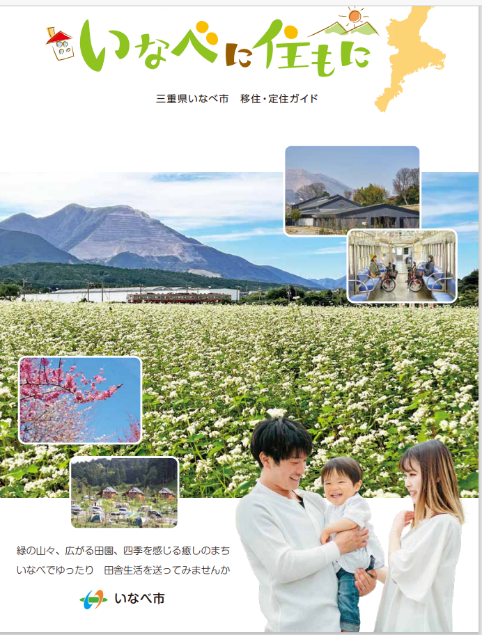 いなべに住もに
三重県いなべ市　移住・定住ガイド
緑の山々、広がる田園、四季を感じる癒しのまち
いなべでゆったり　田舎生活を送ってみませんか
いなべ市